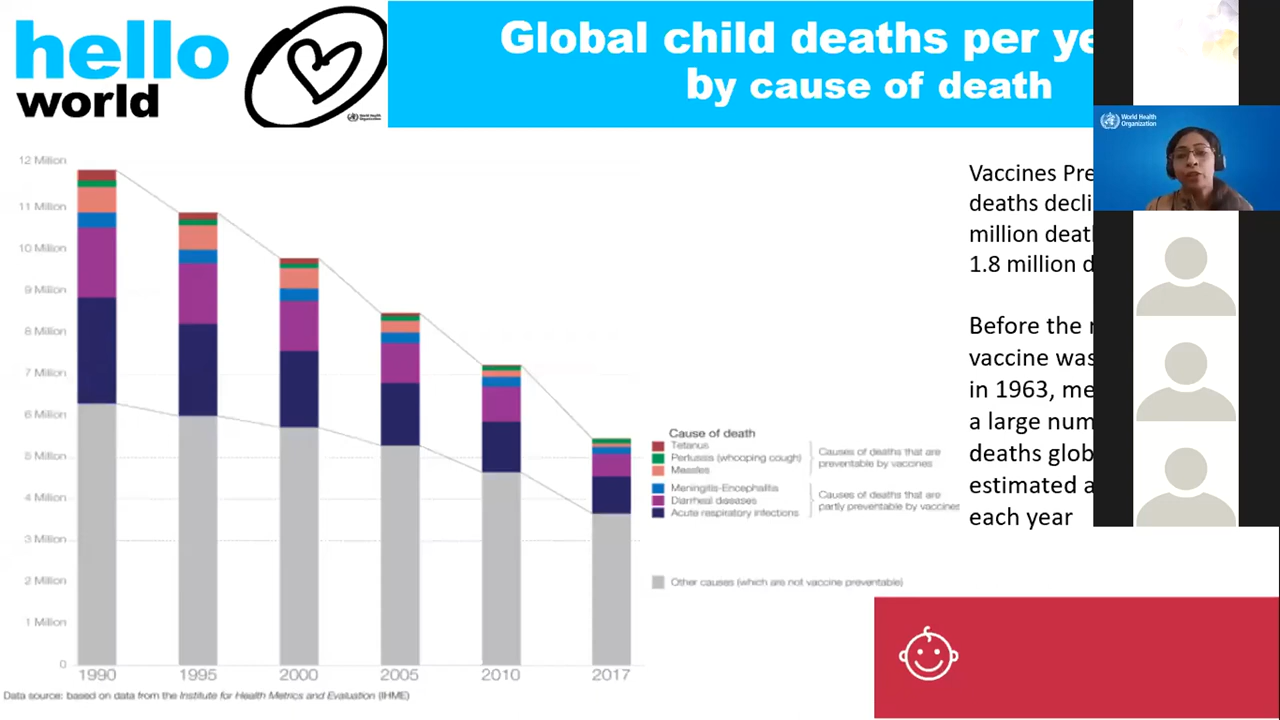 hello
world
World Health
Organization
Global child deaths per ye
by cause of death
World Health
Organization
12 Million
11 Million
10 Million
9 Million
8 Million
7 Million
6 Million
5 Million
4 Million
3 Million
2 Million
1 Million
0
1990 1995 2000 2005 2010 2017
Cause of death
Tetanus
Pertussis (whooping cough)
Measles
Causes of deaths that are
preventable by vaccines
Meningitis-Encephalitis
Diarrheal diseases
Acute respiratory infections
Causes of deaths that are
partly preventable by vaccines
Other causes (which are not vaccine preventable)
Data source: based on data from the Institute for Health Metrics and Evaluation (IHME)
Vaccines Pre
deaths decli
million deat
1.8 million d
Before the
vaccine was
in 1963, me
a large num
deaths glob
estimated a
each year